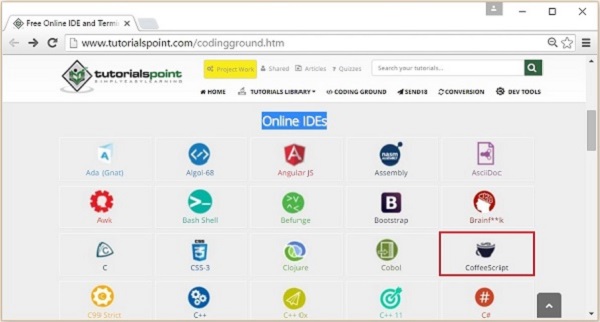 Free Online IDE and Termi
www.tutorialspoint.com/codingground.htm
tutorialspoint
SIMPLYEASYLEARNING
Project Work Shared Articles Quizzes Search your tutorials...
HOME TUTORIALS LIBRARY CODING GROUND SEND18 CONVERSION DEV TOOLS
Online IDEs
Ada (Gnat) Algol-68 Angular JS Assembly AsciiDoc
Awk Bash Shell Befunge Bootstrap Brainf**k
C CSS-3 Clojure Cobol CoffeeScript
C99 Strict C++ C++ 0x C++ 11 C#